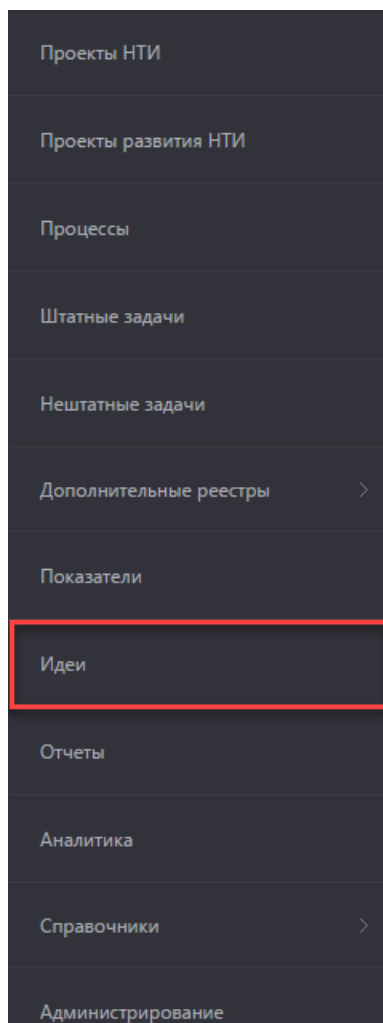 Проекты НТИ
Проекты развития НТИ
Процессы
Штатные задачи
Нештатные задачи
Дополнительные реестры
Показатели
Идеи
Отчеты
Аналитика
Справочники
Администрирование